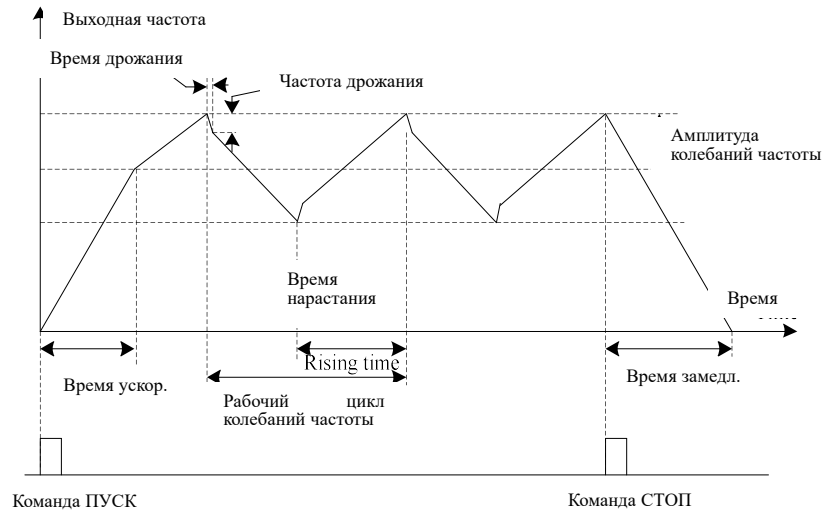 Выходная частота
Время дрожания
Частота дрожания
Амплитуда
колебаний частоты
Время
нарастания
Время
Rising time
Время ускор.
Время замедл.
Рабочий цикл
колебаний частоты
Команда ПУСК
Команда СТОП